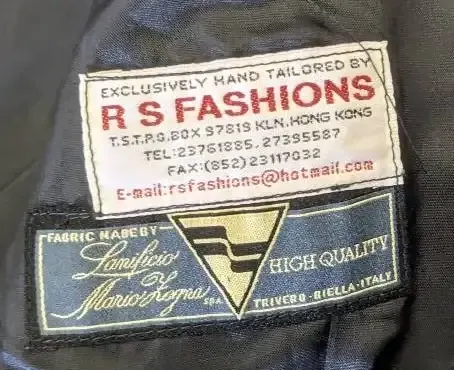 EXCLUSIVELY HAND TAILORED BY
R S FASHIONS
T.S.T.P.O.BOX 97819 KLN.HONG KONG
TEL:23761885. 27395587
FAX:(852)23117032
E-mail:rsfashions@hotmail.com
FABRIC MADE BY
Lanificio
Mario Zegna S.P.A.
HIGH QUALITY
TRIVERO-BIELLA-ITALY